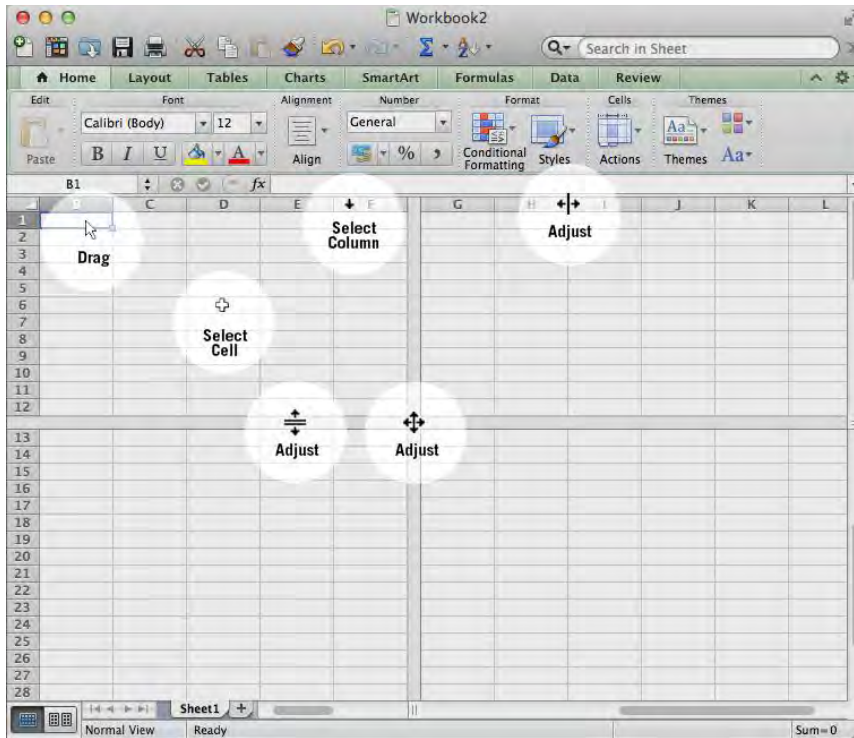 Workbook2
Search in Sheet
Home Layout Tables Charts SmartArt Formulas Data Review
Edit Font Alignment Number Format Cells Themes
Calibri (Body) 12 General Aa
Paste B I U A Align % , Conditional Formatting Styles Actions Themes Aa
B1 fx
B C D E F G H I J K L
1
2
3
4
5
6
7
8
9
10
11
12
13
14
15
16
17
18
19
20
21
22
23
24
25
26
27
28
Drag
Select
Column
Adjust
Select
Cell
Adjust
Adjust
Sheet1
Normal View Ready Sum=0